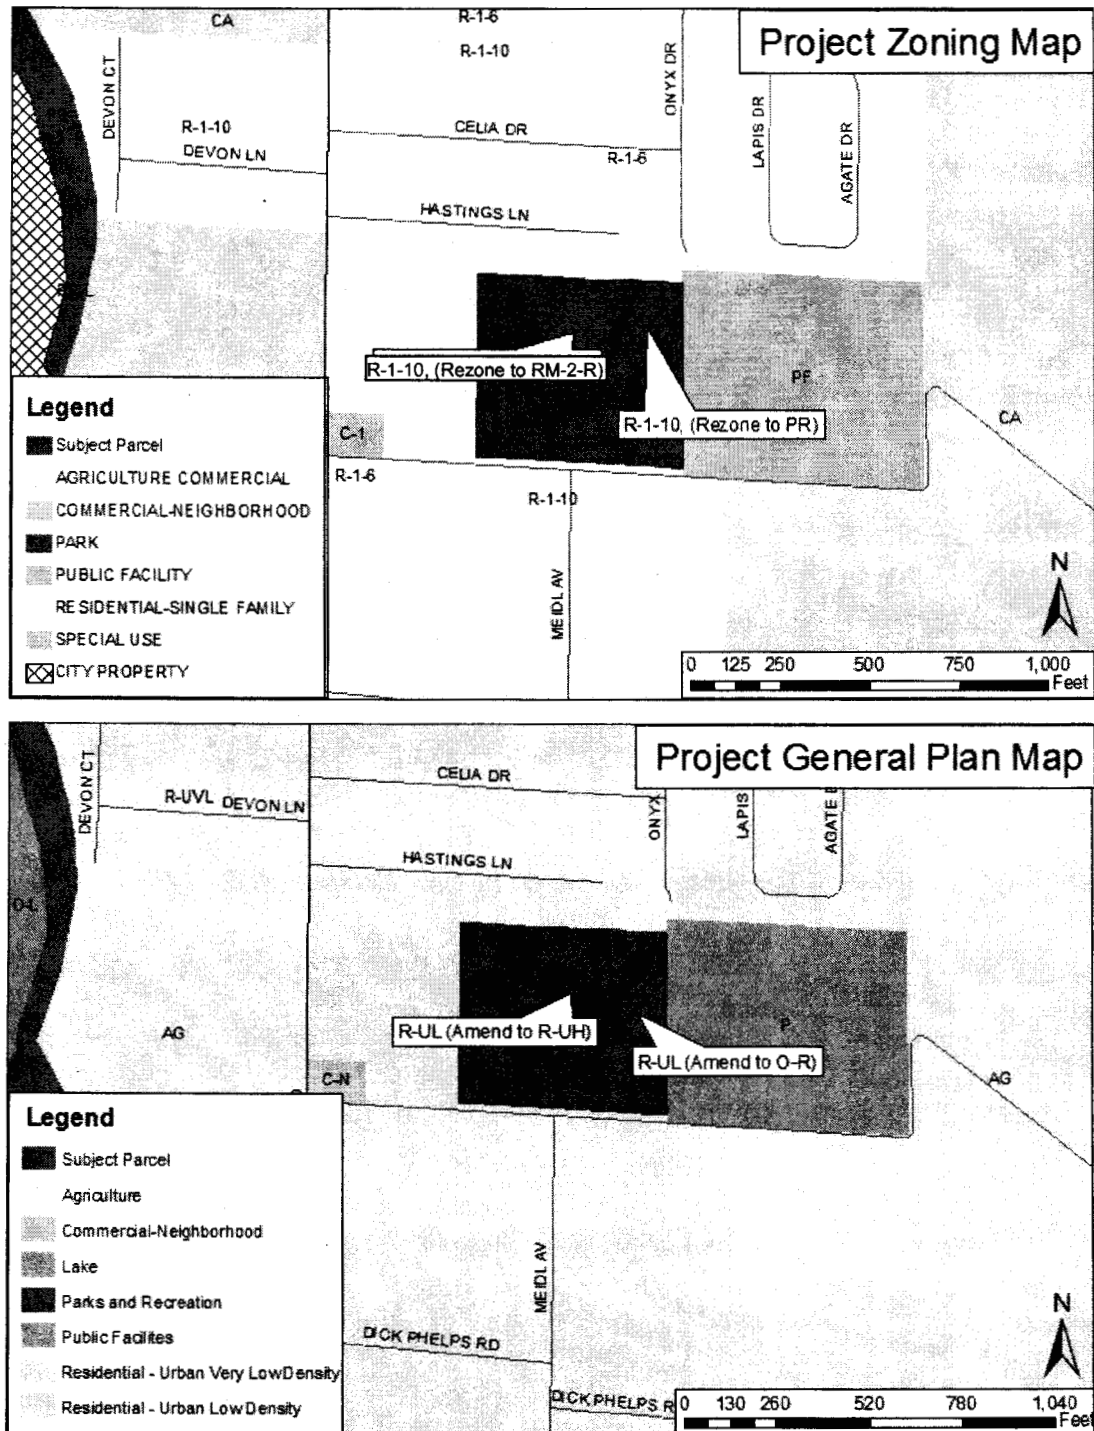 Project Zoning Map
CA
R-1-6
R-1-10
DEVON CT
R-1-10
DEVON LN
CELIA DR
R-1-6
ONYX DR
LAPIS DR
AGATE DR
HASTINGS LN
R-1-10, (Rezone to RM-2-R)
R-1-10, (Rezone to PR)
PF
CA
C-1
R-1-6
R-1-10
MEIDL AV
Legend
Subject Parcel
AGRICULTURE COMMERCIAL
COMMERCIAL-NEIGHBORHOOD
PARK
PUBLIC FACILITY
RESIDENTIAL-SINGLE FAMILY
SPECIAL USE
CITY PROPERTY
N
0 125 250 500 750 1,000
Feet
Project General Plan Map
DEVON CT
R-UVL
DEVON LN
CELIA DR
ONYX
LAPIS
AGATE
HASTINGS LN
AG
R-UL (Amend to R-UH)
R-UL (Amend to O-R)
P
AG
C-N
MEIDL AV
DICK PHELPS RD
DICK PHELPS R
Legend
Subject Parcel
Agriculture
Commercial-Neighborhood
Lake
Parks and Recreation
Public Facilites
Residential - Urban Very Low Density
Residential - Urban Low Density
N
0 130 260 520 780 1,040
Feet